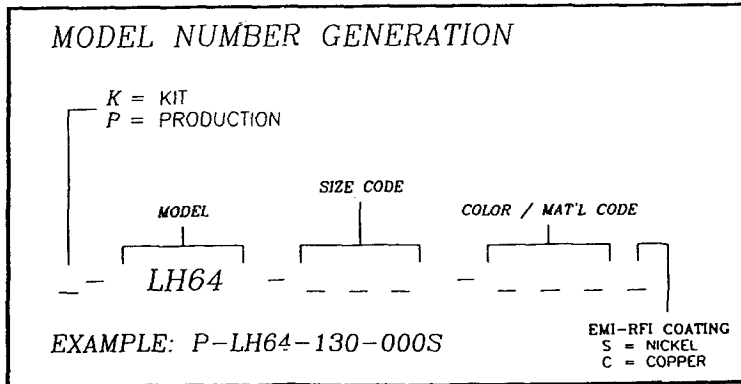 MODEL NUMBER GENERATION
K = KIT
P = PRODUCTION
SIZE CODE
MODEL
COLOR / MAT'L CODE
_ - LH64 - _ _ _ - _ _ _ _
EMI-RFI COATING
S = NICKEL
C = COPPER
EXAMPLE: P-LH64-130-000S